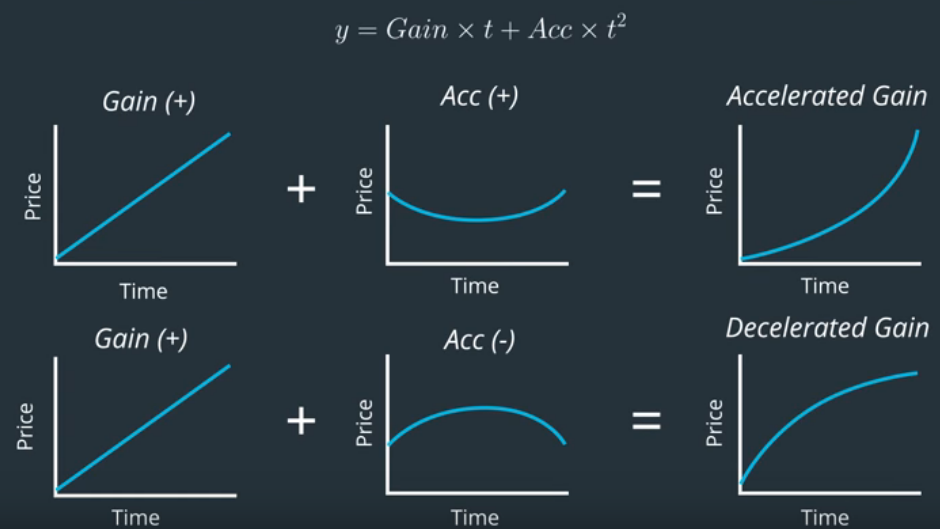 y = Gain × t + Acc × t²
Gain (+)
Acc (+)
Accelerated Gain
Price
+
Price
=
Price
Time
Time
Time
Gain (+)
Acc (-)
Decelerated Gain
Price
+
Price
=
Price
Time
Time
Time